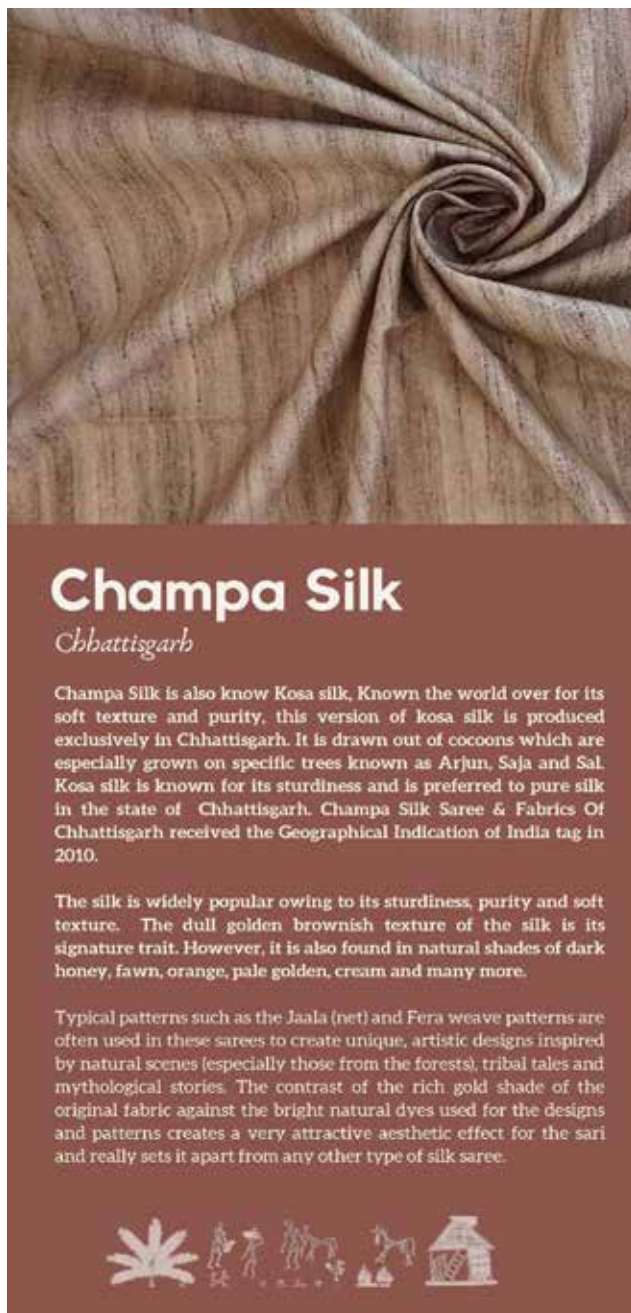 Champa Silk
Chhattisgarh
Champa Silk is also know Kosa silk, Known the world over for its
soft texture and purity, this version of kosa silk is produced
exclusively in Chhattisgarh. It is drawn out of cocoons which are
especially grown on specific trees known as Arjun, Saja and Sal.
Kosa silk is known for its sturdiness and is preferred to pure silk
in the state of Chhattisgarh. Champa Silk Saree & Fabrics Of
Chhattisgarh received the Geographical Indication of India tag in
2010.
The silk is widely popular owing to its sturdiness, purity and soft
texture. The dull golden brownish texture of the silk is its
signature trait. However, it is also found in natural shades of dark
honey, fawn, orange, pale golden, cream and many more.
Typical patterns such as the Jaala (net) and Fera weave patterns are
often used in these sarees to create unique, artistic designs inspired
by natural scenes (especially those from the forests), tribal tales and
mythological stories. The contrast of the rich gold shade of the
original fabric against the bright natural dyes used for the designs
and patterns creates a very attractive aesthetic effect for the sari
and really sets it apart from any other type of silk saree.